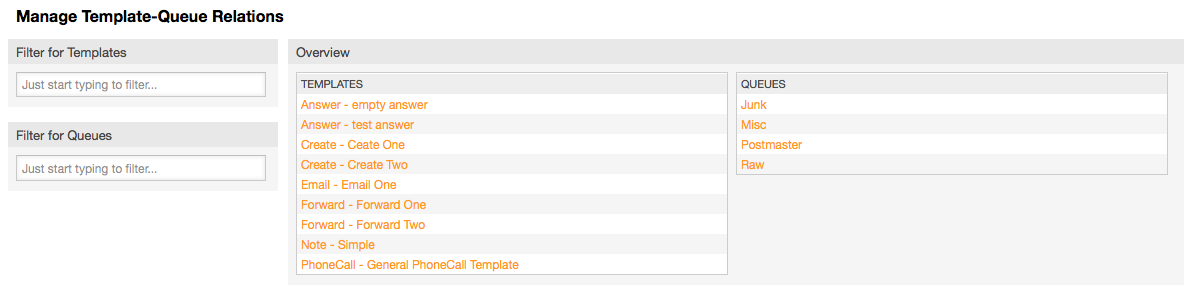 Manage Template-Queue Relations
Filter for Templates
Just start typing to filter...
Filter for Queues
Just start typing to filter...
Overview
TEMPLATES
Answer - empty answer
Answer - test answer
Create - Ceate One
Create - Create Two
Email - Email One
Forward - Forward One
Forward - Forward Two
Note - Simple
PhoneCall - General PhoneCall Template
QUEUES
Junk
Misc
Postmaster
Raw